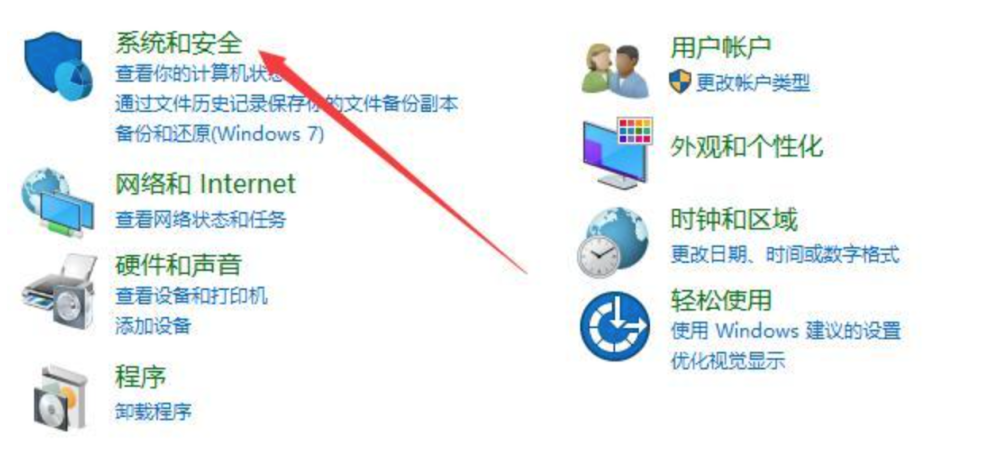 系统和安全
查看你的计算机状态
通过文件历史记录保存你的文件备份副本
备份和还原(Windows 7)
网络和 Internet
查看网络状态和任务
硬件和声音
查看设备和打印机
添加设备
程序
卸载程序
用户帐户
更改帐户类型
外观和个性化
时钟和区域
更改日期、时间或数字格式
轻松使用
使用 Windows 建议的设置
优化视觉显示